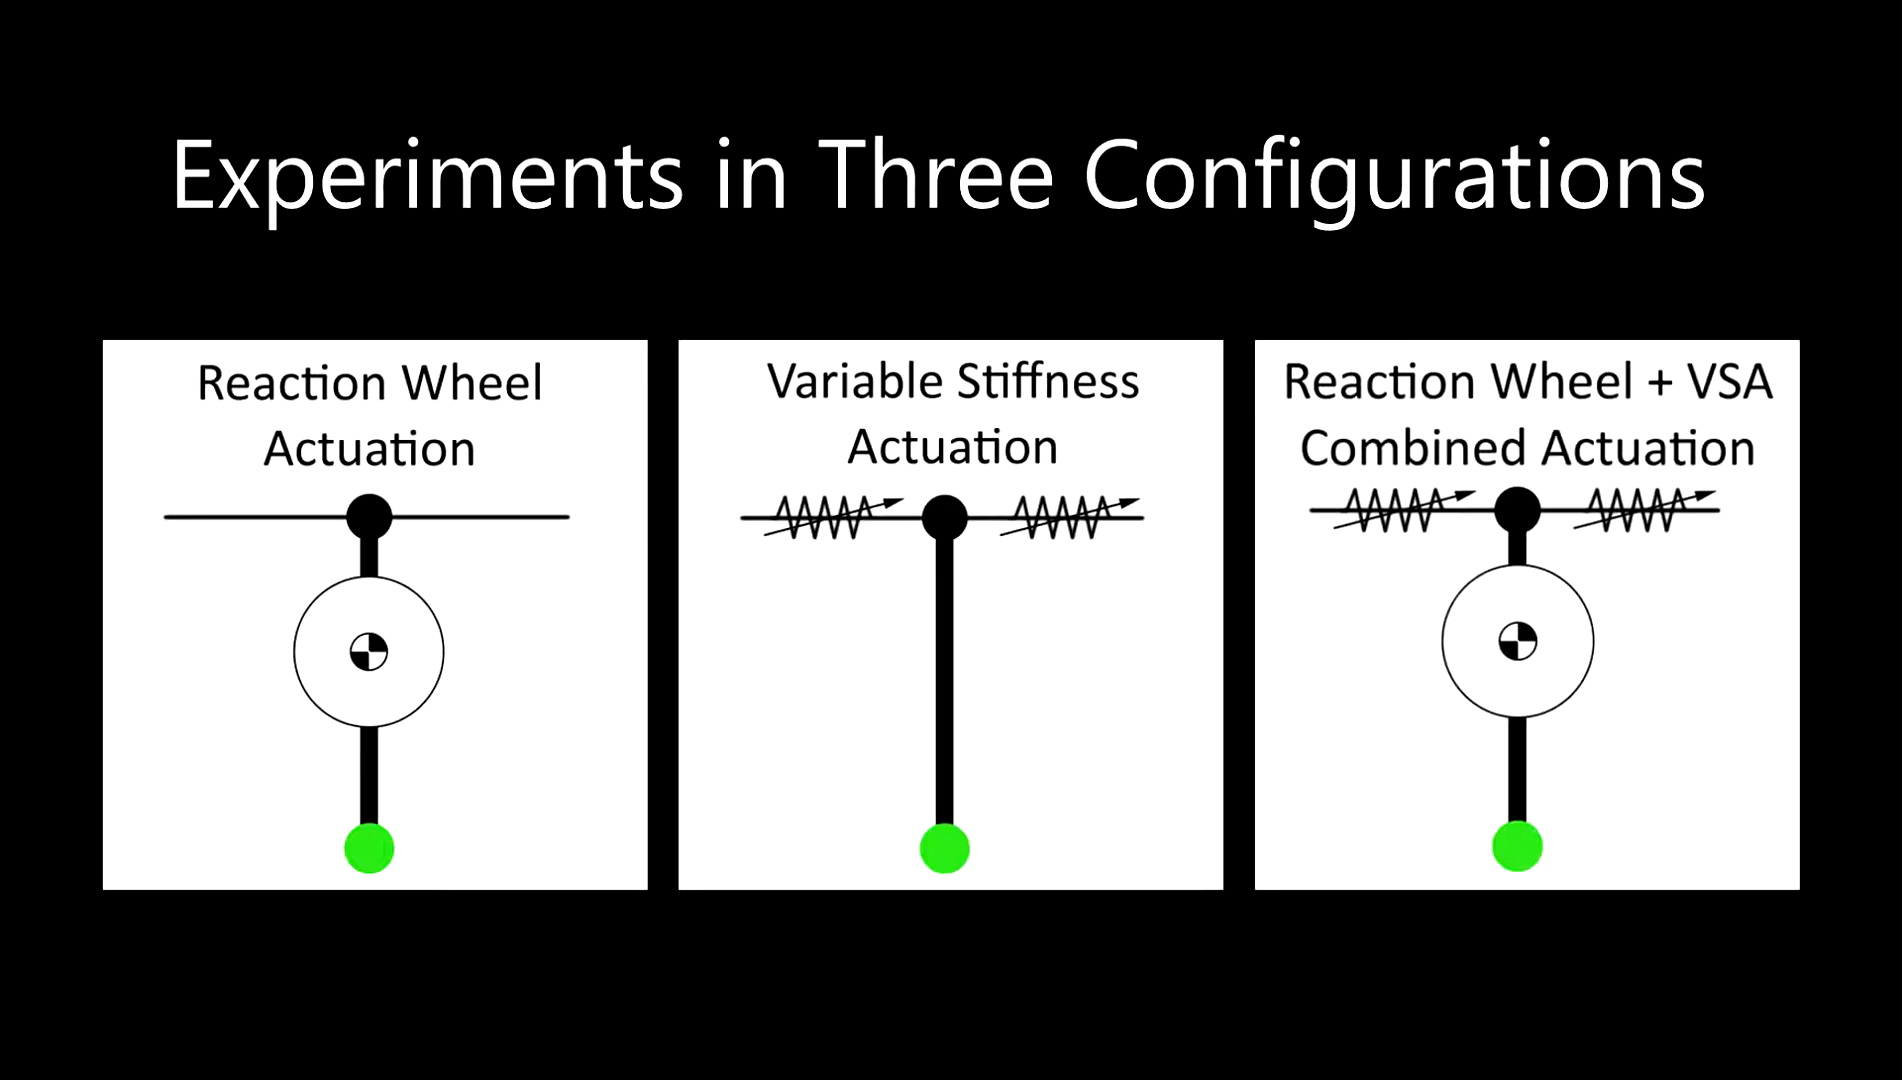 Experiments in Three Configurations
Reaction Wheel
Actuation
Variable Stiffness
Actuation
Reaction Wheel + VSA
Combined Actuation